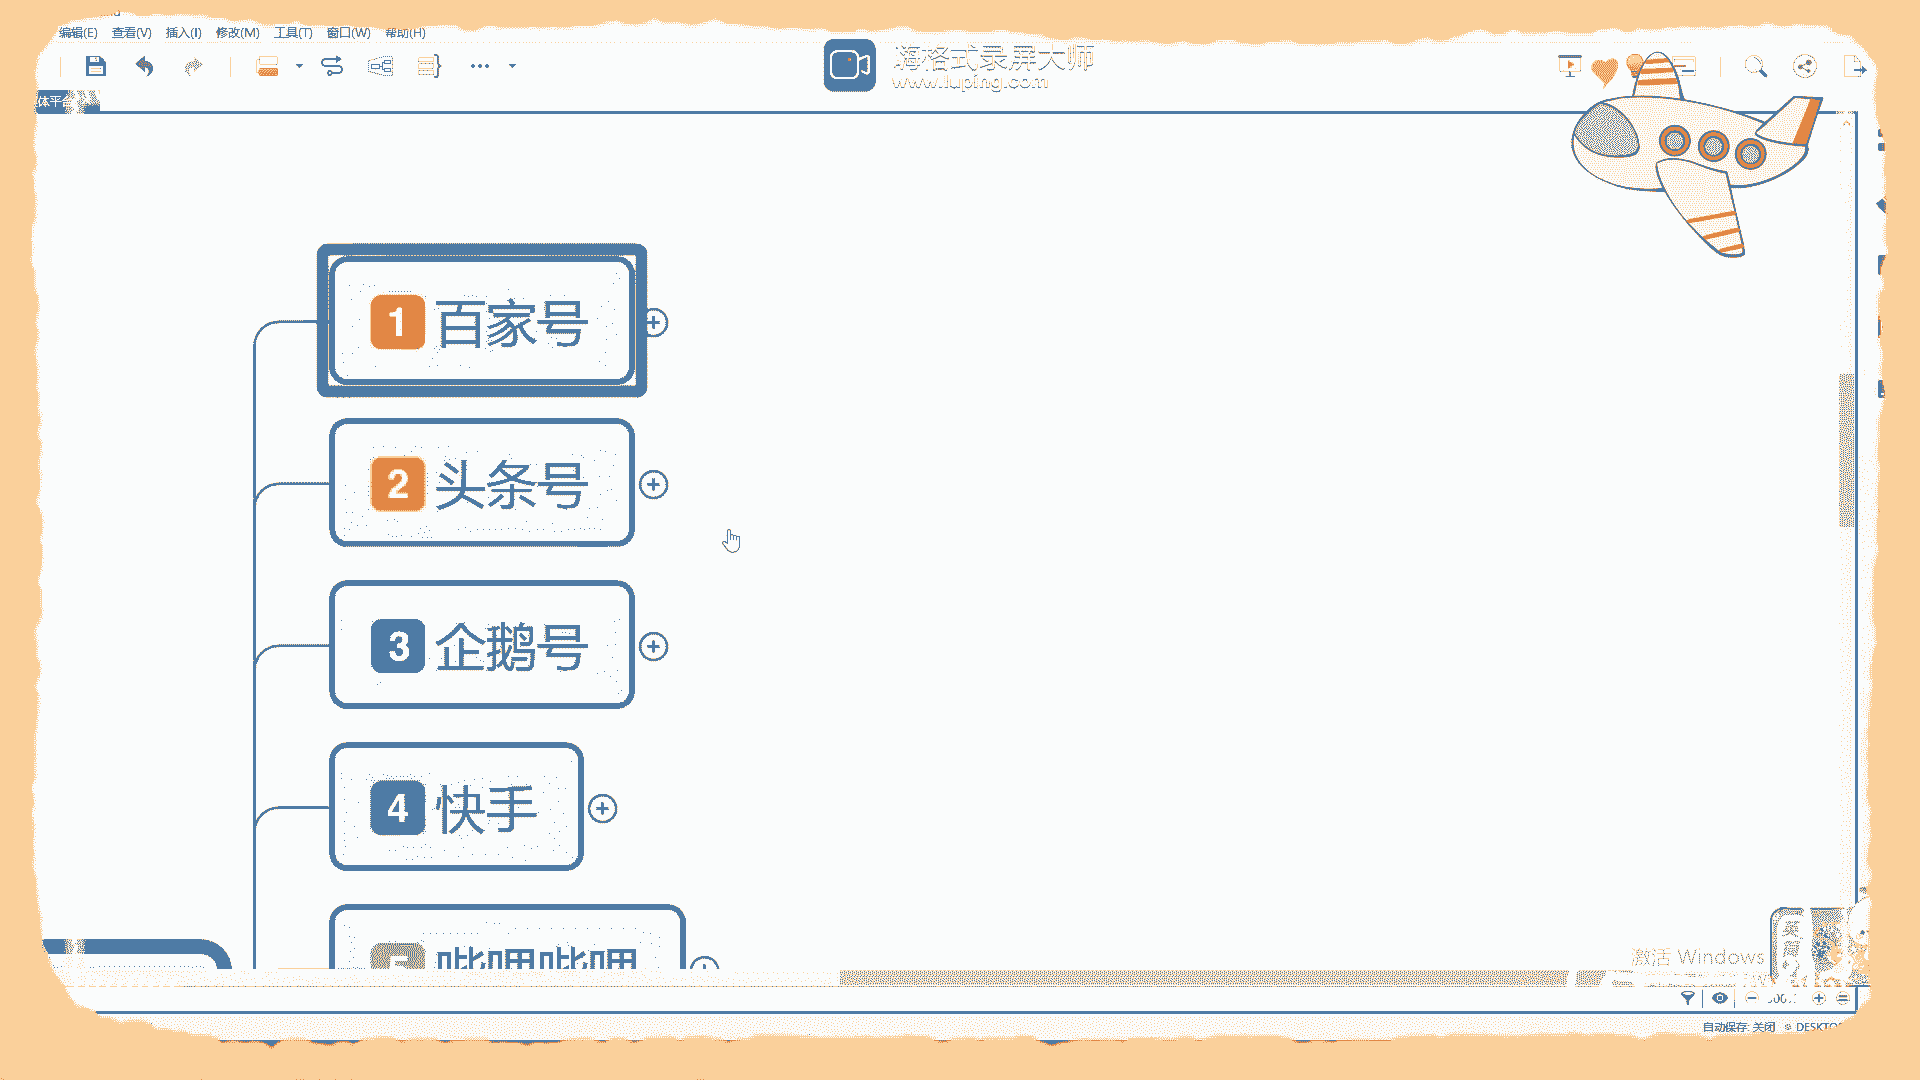 编辑(E) 查看(V) 插入(I) 修改(M) 工具(T) 窗口(W) 帮助(H)
嗨格式录屏大师
www.luping.com
体平台
1 百家号
2 头条号
3 企鹅号
4 快手
5 哔哩哔哩
激活 Windows
自动保存: 关闭